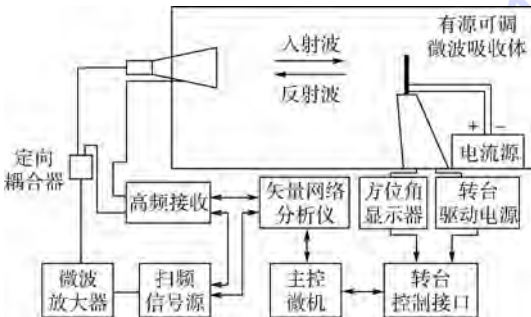 有源可调
微波吸收体
入射波
反射波
+ −
电流源
定向
耦合器
高频接收
矢量网络
分析仪
方位角
显示器
转台
驱动电源
微波
放大器
扫频
信号源
主控
微机
转台
控制接口